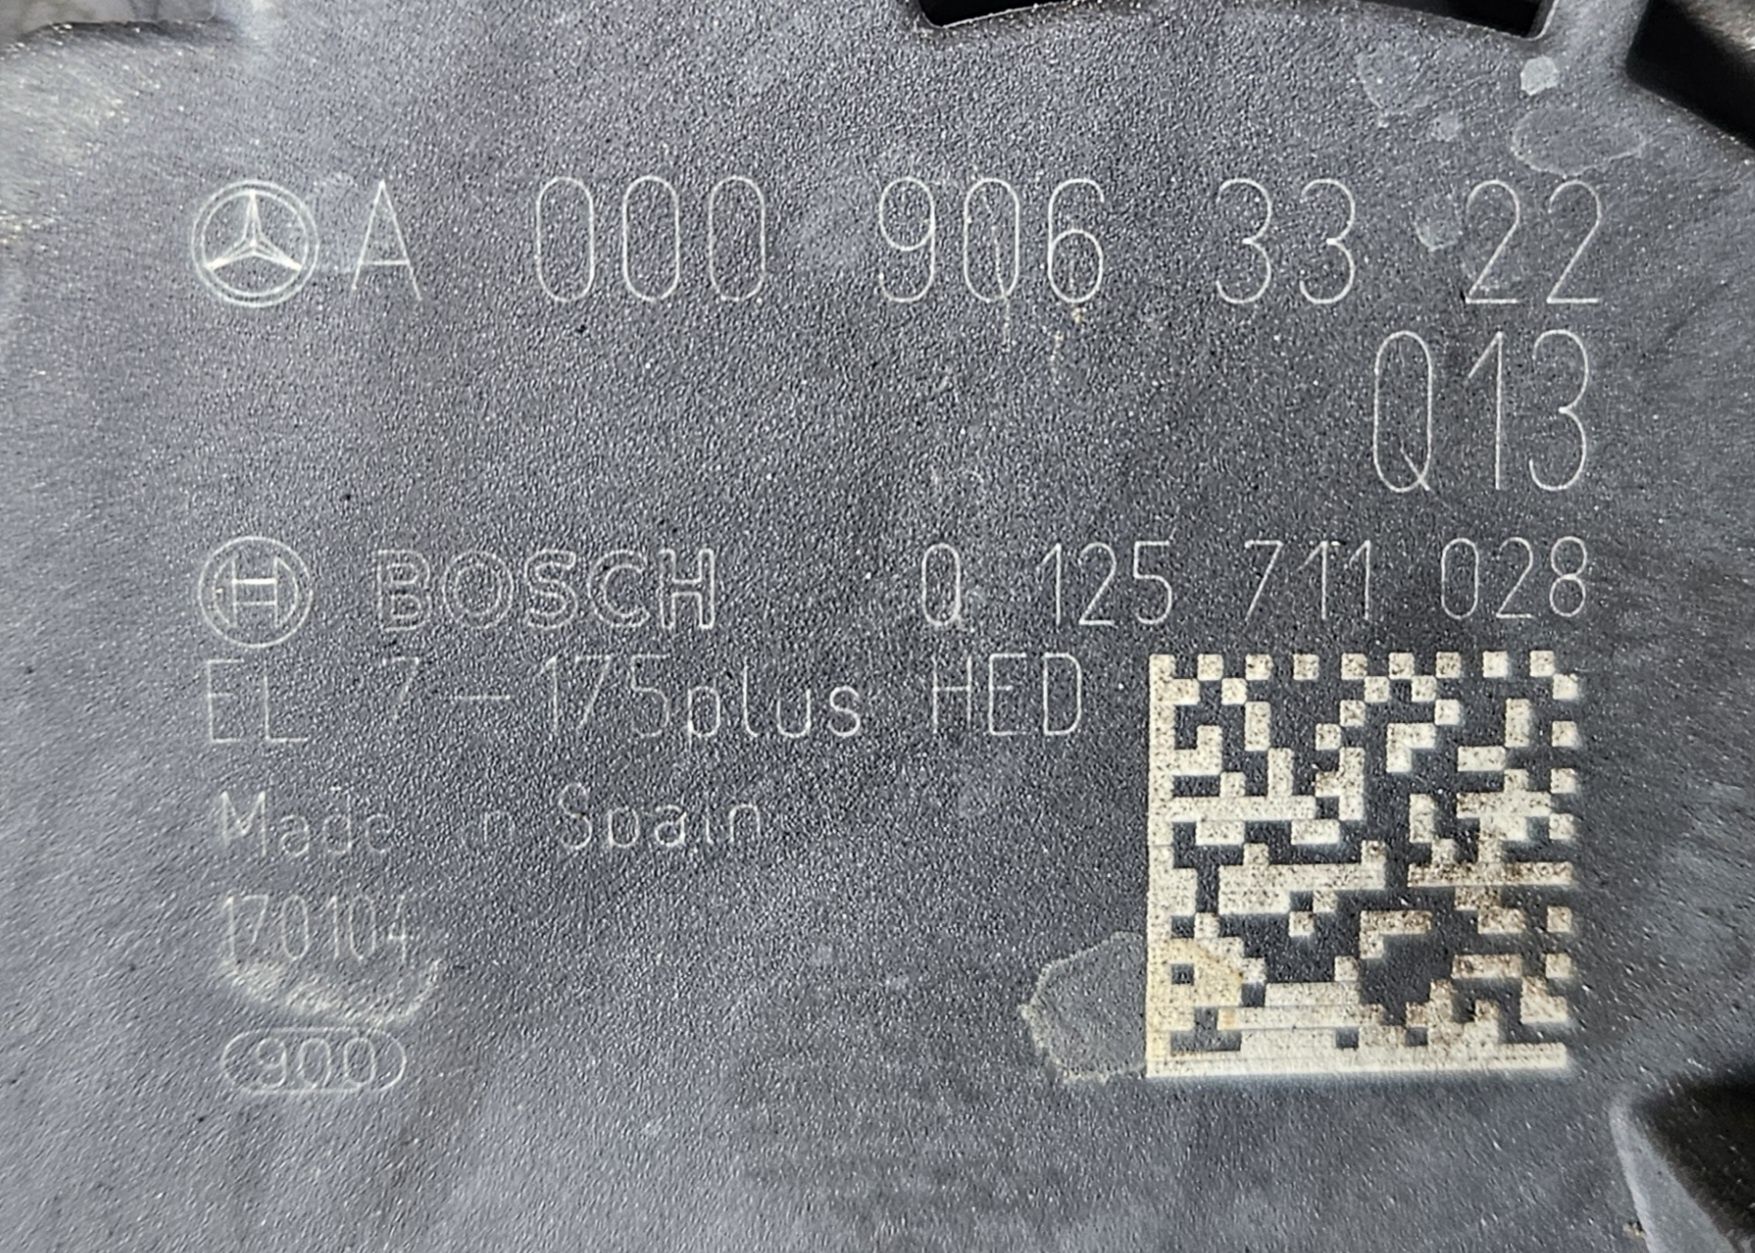 A 000 906 33 22
Q13
BOSCH 0 125 711 028
EL 7-175plus HED
Made in Spain
170104
900